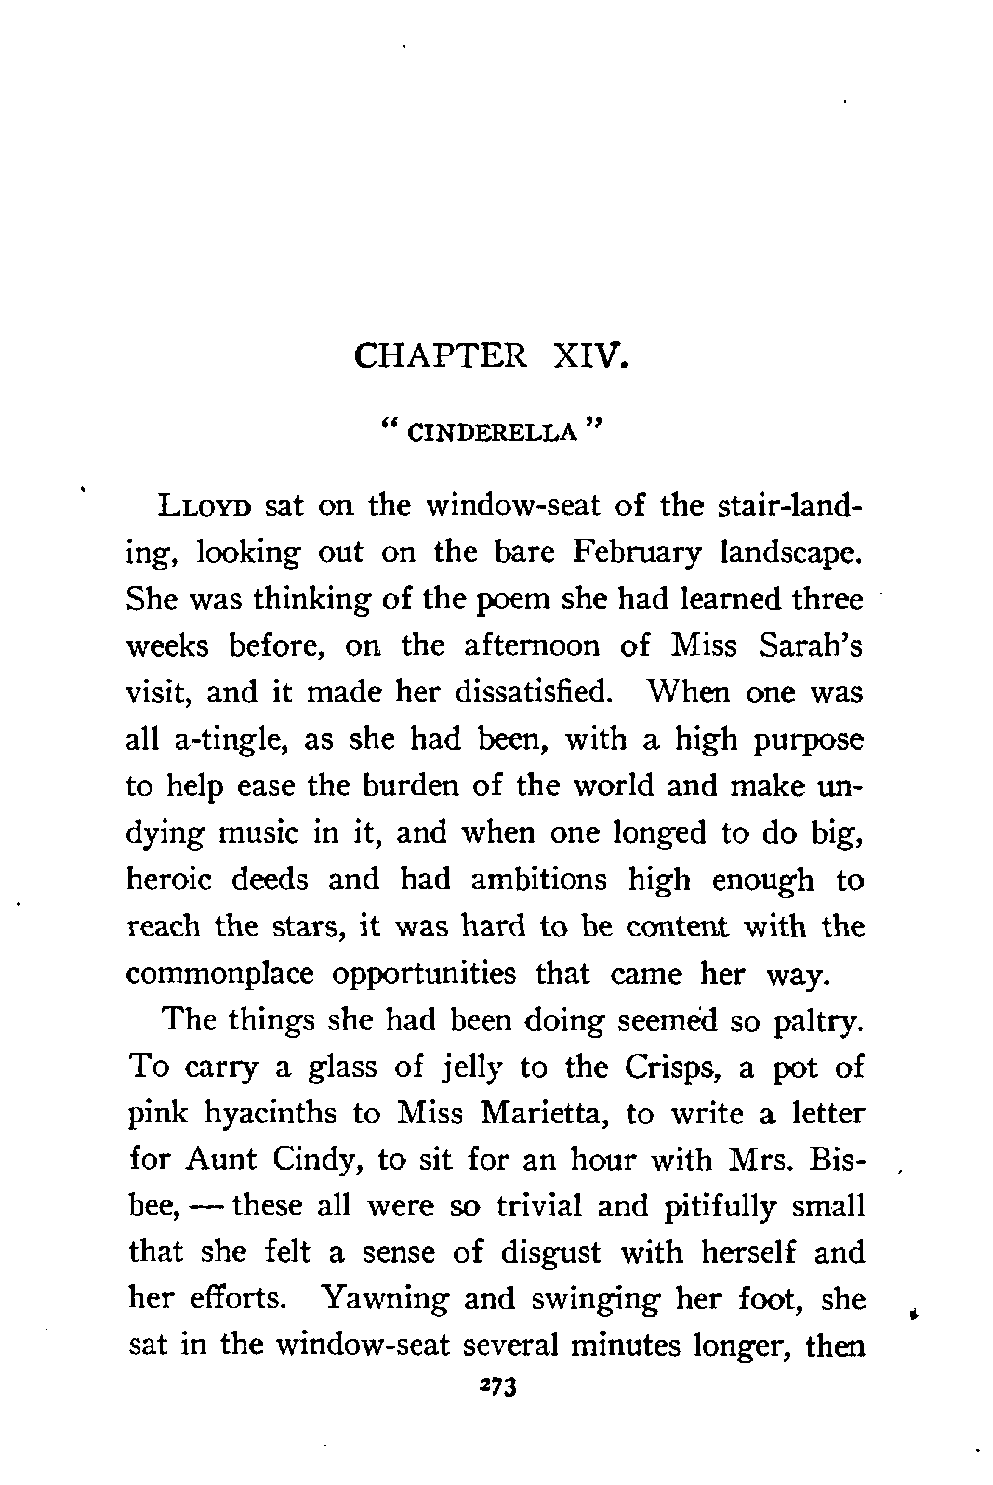 CHAPTER XIV.
“ CINDERELLA ”
LLOYD sat on the window-seat of the stair-land-
ing, looking out on the bare February landscape.
She was thinking of the poem she had learned three
weeks before, on the afternoon of Miss Sarah’s
visit, and it made her dissatisfied. When one was
all a-tingle, as she had been, with a high purpose
to help ease the burden of the world and make un-
dying music in it, and when one longed to do big,
heroic deeds and had ambitions high enough to
reach the stars, it was hard to be content with the
commonplace opportunities that came her way.
The things she had been doing seemed so paltry.
To carry a glass of jelly to the Crisps, a pot of
pink hyacinths to Miss Marietta, to write a letter
for Aunt Cindy, to sit for an hour with Mrs. Bis-
bee, — these all were so trivial and pitifully small
that she felt a sense of disgust with herself and
her efforts. Yawning and swinging her foot, she
sat in the window-seat several minutes longer, then
273